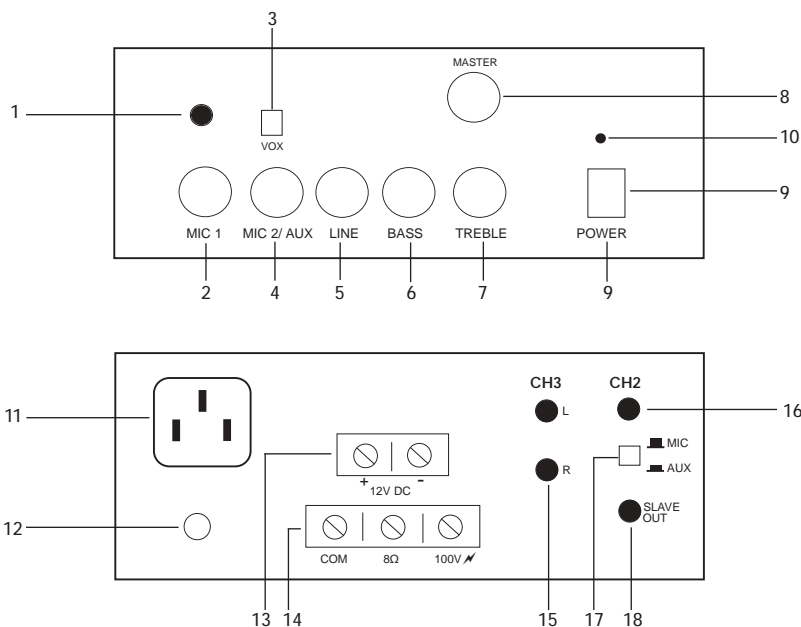 3
MASTER
1
8
10
VOX
9
MIC 1
MIC 2/ AUX
LINE
BASS
TREBLE
POWER
2
4
5
6
7
9
CH3
CH2
11
L
16
MIC
17
13
R
AUX
+
-
12V DC
12
SLAVE
OUT
COM
8Ω
100V
13
14
15
17
18